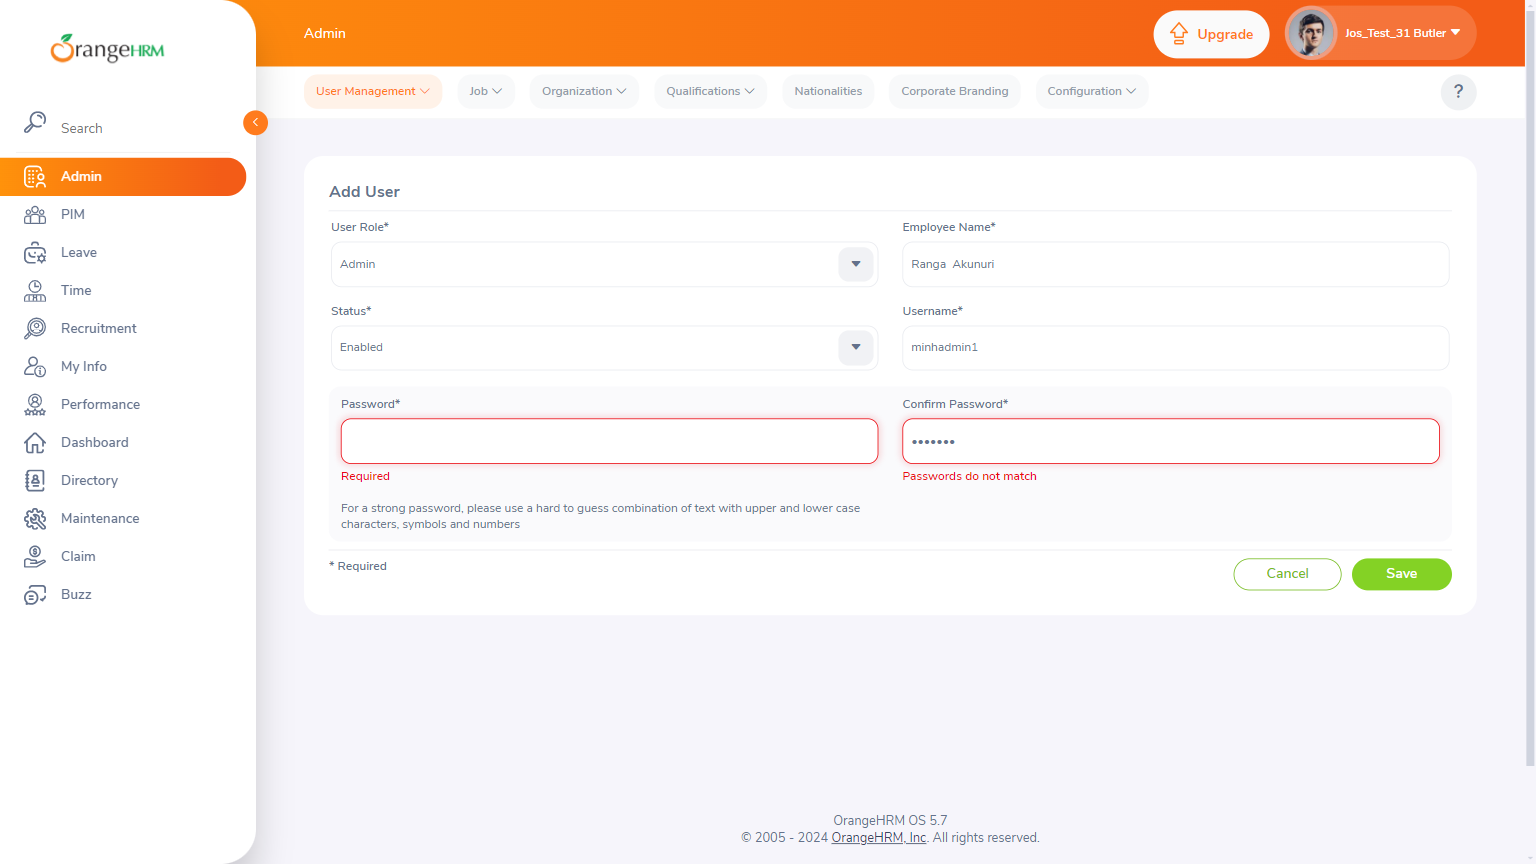 OrangeHRM
Admin
Upgrade
Jos_Test_31 Butler
User Management
Job
Organization
Qualifications
Nationalities
Corporate Branding
Configuration
?
Search
Admin
PIM
Leave
Time
Recruitment
My Info
Performance
Dashboard
Directory
Maintenance
Claim
Buzz
Add User
User Role*
Employee Name*
Admin
Ranga  Akunuri
Status*
Username*
Enabled
minhadmin1
Password*
Confirm Password*
•••••••
Required
Passwords do not match
For a strong password, please use a hard to guess combination of text with upper and lower case
characters, symbols and numbers
* Required
Cancel
Save
OrangeHRM OS 5.7
© 2005 - 2024 OrangeHRM, Inc. All rights reserved.